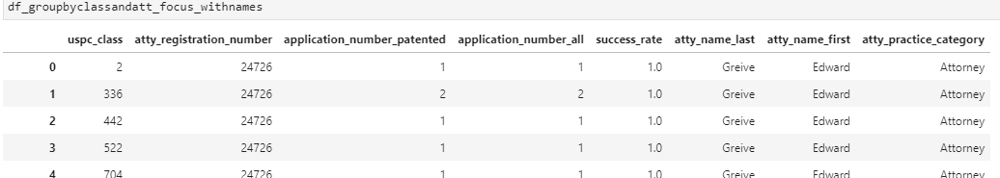 df_groupbyclassandatt_focus_withnames
uspc_class atty_registration_number application_number_patented application_number_all success_rate atty_name_last atty_name_first atty_practice_category
0 2 24726 1 1 1.0 Greive Edward Attorney
1 336 24726 2 2 1.0 Greive Edward Attorney
2 442 24726 1 1 1.0 Greive Edward Attorney
3 522 24726 1 1 1.0 Greive Edward Attorney
4 704 24726 1 1 1.0 Greive Edward Attorney